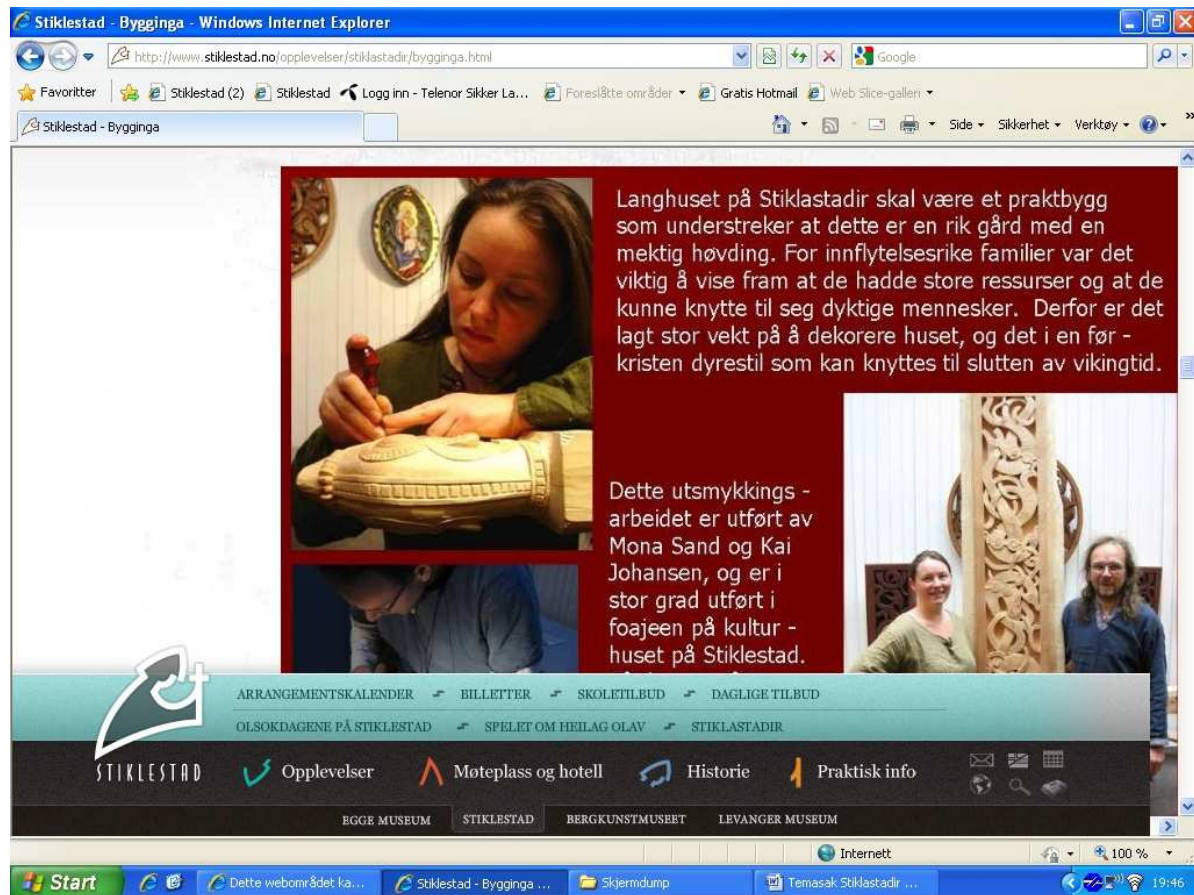 Stiklestad - Bygginga - Windows Internet Explorer
http://www.stiklestad.no/opplevelser/stiklastadir/bygginga.html
Google
Favoritter Stiklestad (2) Stiklestad Logg inn - Telenor Sikker La... Foreslåtte områder Gratis Hotmail Web Slice-galleri
Stiklestad - Bygginga
Side Sikkerhet Verktøy »
Langhuset på Stiklastadir skal være et praktbygg
som understreker at dette er en rik gård med en
mektig høvding. For innflytelsesrike familier var det
viktig å vise fram at de hadde store ressurser og at de
kunne knytte til seg dyktige mennesker. Derfor er det
lagt stor vekt på å dekorere huset, og det i en før -
kristen dyrestil som kan knyttes til slutten av vikingtid.
Dette utsmykkings -
arbeidet er utført av
Mona Sand og Kai
Johansen, og er i
stor grad utført i
foajeen på kultur -
huset på Stiklestad.
ARRANGEMENTSKALENDER BILLETTER SKOLETILBUD DAGLIGE TILBUD
OLSOKDAGENE PÅ STIKLESTAD SPELET OM HEILAG OLAV STIKLASTADIR
STIKLESTAD Opplevelser Møteplass og hotell Historie Praktisk info
EGGE MUSEUM STIKLESTAD BERGKUNSTMUSEET LEVANGER MUSEUM
Internett 100 %
Start Dette webområdet ka... Stiklestad - Bygginga ... Skjermdump Temasak Stiklastadir ... 19:46